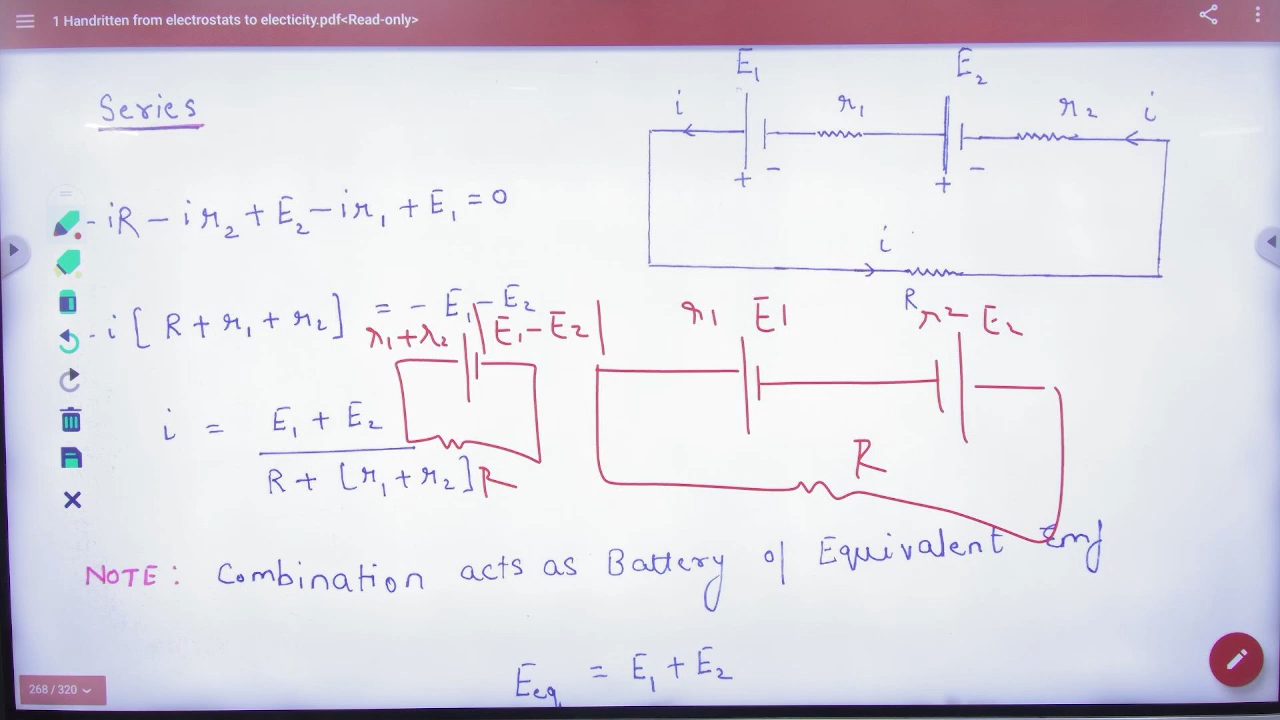 1 Handritten from electrostats to electicity.pdf<Read-only>
E₁ E₂
Series
i r₁ r₂ i
+ - + -
- iR - ir₂ + E₂ - ir₁ + E₁ = 0
i
R
- i [ R + r₁ + r₂ ] = - E₁ - E₂
r₁+r₂ |E₁-E₂|
r1 E1 r2 E₂
i = E₁ + E₂
R + [r₁ + r₂]
R
R
NOTE : Combination acts as Battery of Equivalent Emf
Eeq = E₁ + E₂
268 / 320